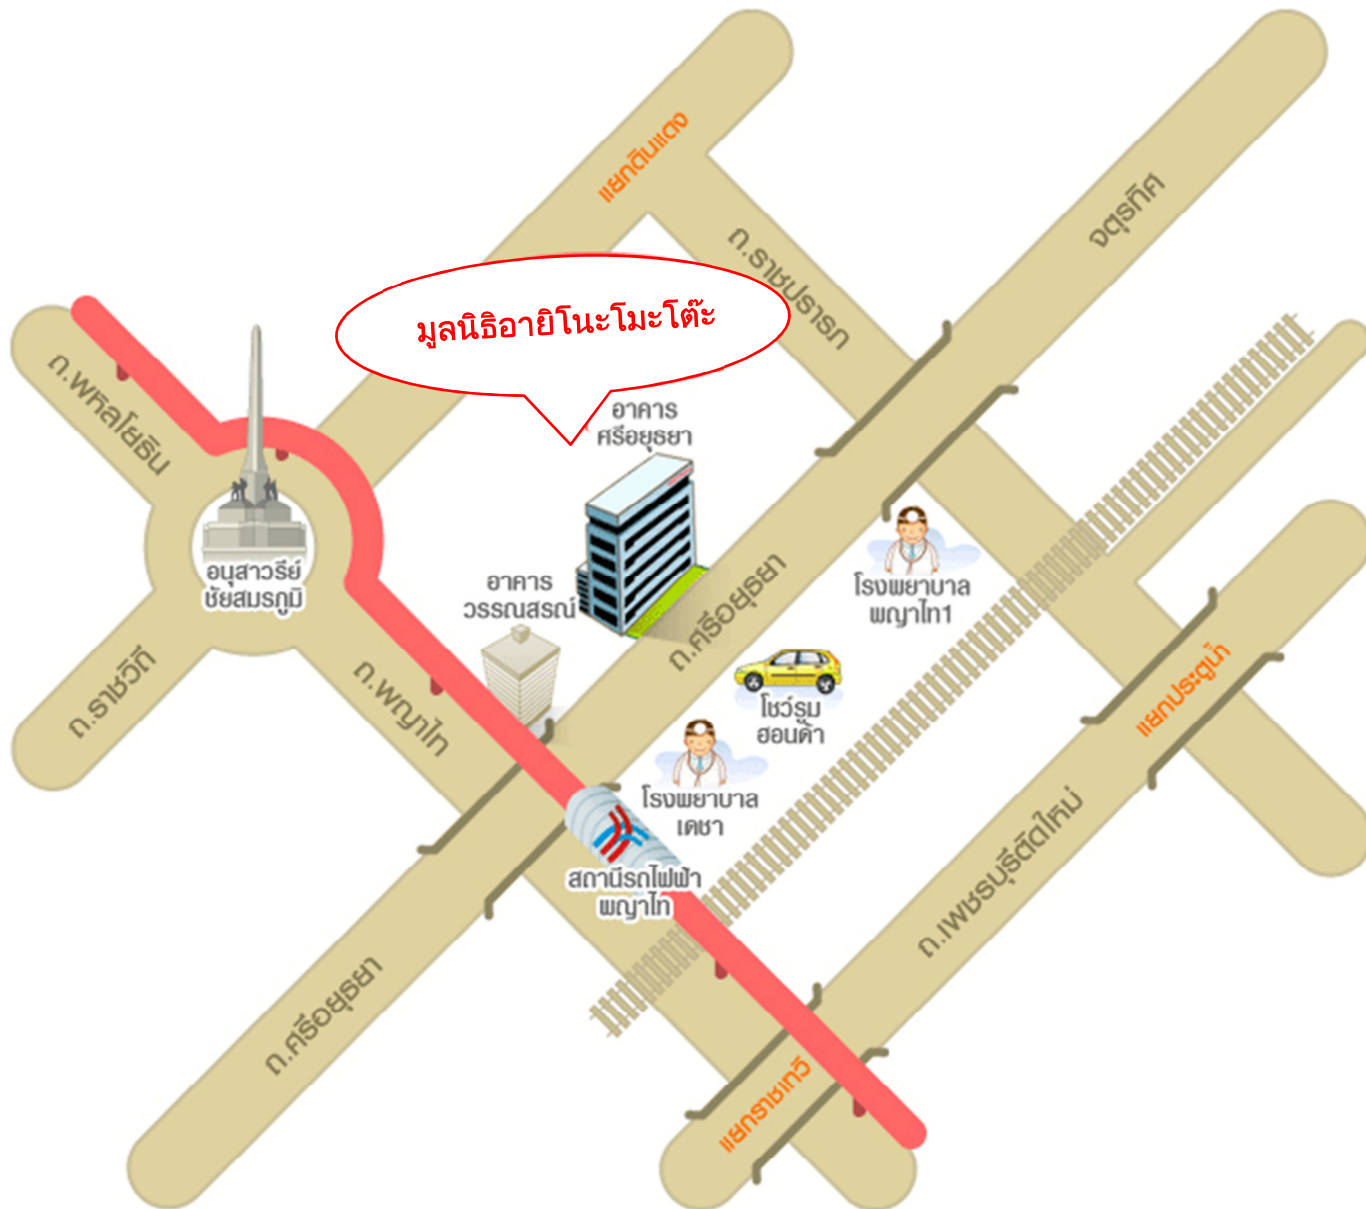 แยกดินแดง
จตุรทิศ
ถ.ราชปรารภ
มูลนิธิอายิโนะโมะโต๊ะ
ถ.พหลโยธิน
อาคาร
ศรีอยุธยา
อนุสาวรีย์
ชัยสมรภูมิ
อาคาร
วรรณสรณ์
ถ.ศรีอยุธยา
โรงพยาบาล
พญาไท1
ถ.ราชวิถี
ถ.พญาไท
โชว์รูม
ฮอนด้า
แยกประตูน้ำ
โรงพยาบาล
เดชา
สถานีรถไฟฟ้า
พญาไท
ถ.เพชรบุรีตัดใหม่
ถ.ศรีอยุธยา
แยกราชเทวี